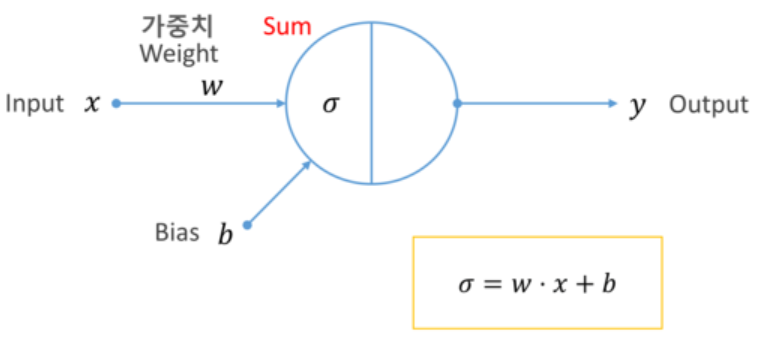 가중치
Weight
Sum
w
Input x
σ
y Output
Bias b
σ = w · x + b